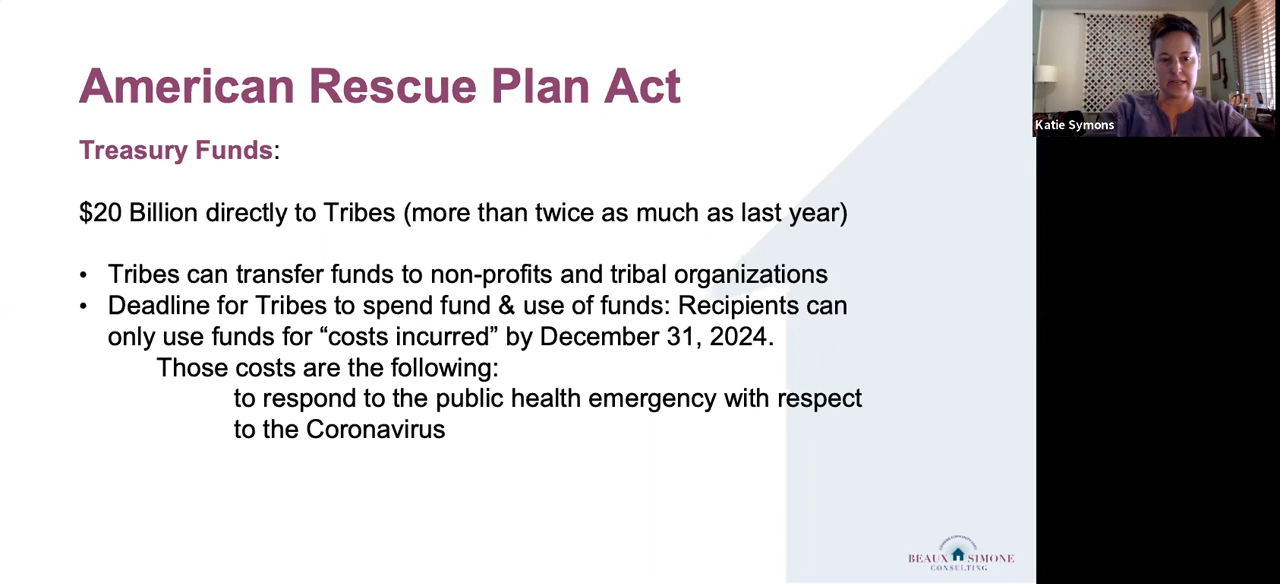 American Rescue Plan Act
Treasury Funds:
$20 Billion directly to Tribes (more than twice as much as last year)
• Tribes can transfer funds to non-profits and tribal organizations
• Deadline for Tribes to spend fund & use of funds: Recipients can
only use funds for “costs incurred” by December 31, 2024.
Those costs are the following:
to respond to the public health emergency with respect
to the Coronavirus
Katie Symons
BEAUX SIMONE
CONSULTING